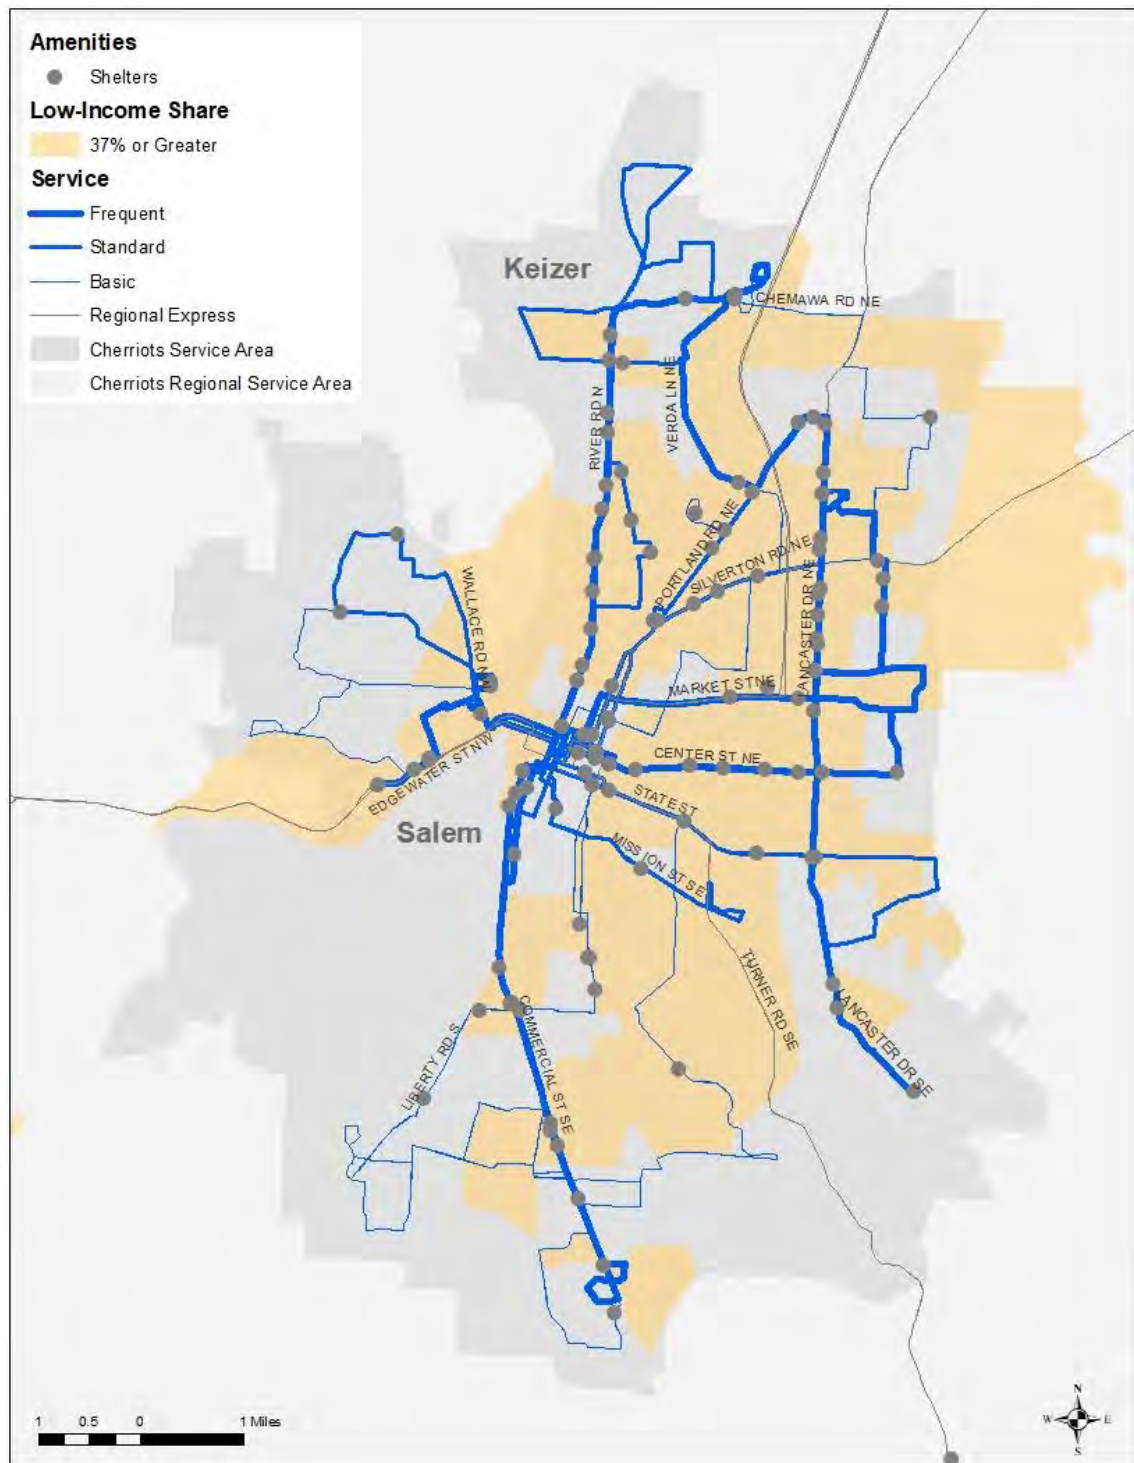 Amenities
Shelters
Low-Income Share
37% or Greater
Service
Frequent
Standard
Basic
Regional Express
Cherriots Service Area
Cherriots Regional Service Area
Keizer
CHEMAWA RD NE
VERDA LN NE
RIVER RD N
PORTLAND RD NE
SILVERTON RD NE
WALLACE RD NW
LANCASTER DR NE
MARKET ST NE
CENTER ST NE
EDGEWATER ST NW
STATE ST
Salem
MISSION ST SE
TURNER RD SE
LANCASTER DR SE
COMMERCIAL ST SE
LIBERTY RD S
1 0.5 0 1 Miles
N
W E
S